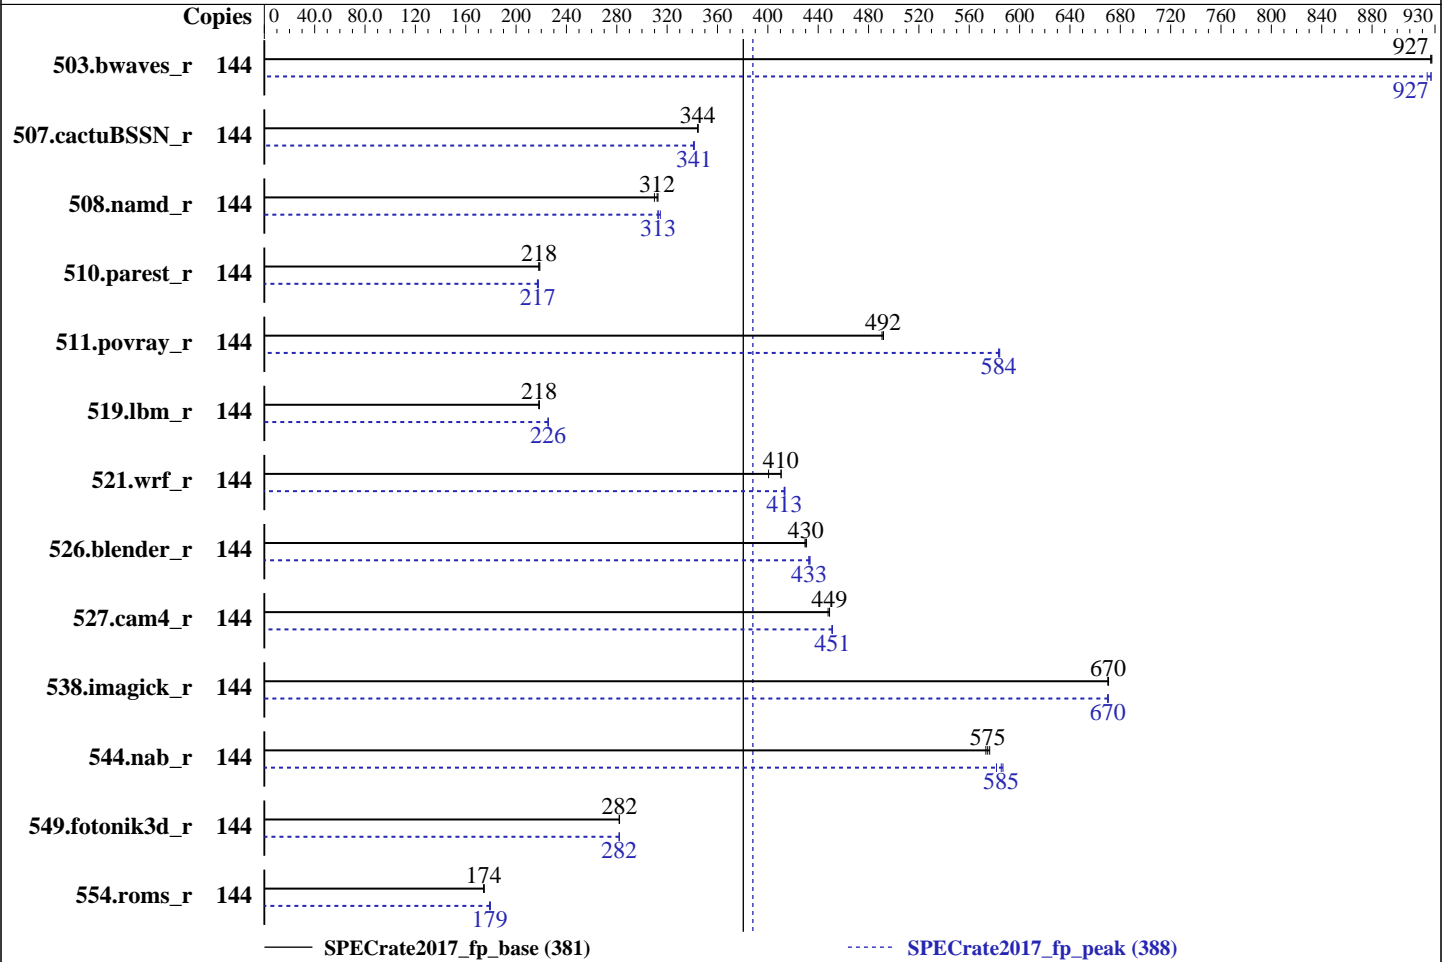 Copies 0 40.0 80.0 120 160 200 240 280 320 360 400 440 480 520 560 600 640 680 720 760 800 840 880 930
503.bwaves_r 144 927
927
507.cactuBSSN_r 144 344
341
508.namd_r 144 312
313
510.parest_r 144 218
217
511.povray_r 144 492
584
519.lbm_r 144 218
226
521.wrf_r 144 410
413
526.blender_r 144 430
433
527.cam4_r 144 449
451
538.imagick_r 144 670
670
544.nab_r 144 575
585
549.fotonik3d_r 144 282
282
554.roms_r 144 174
179
SPECrate2017_fp_base (381) SPECrate2017_fp_peak (388)